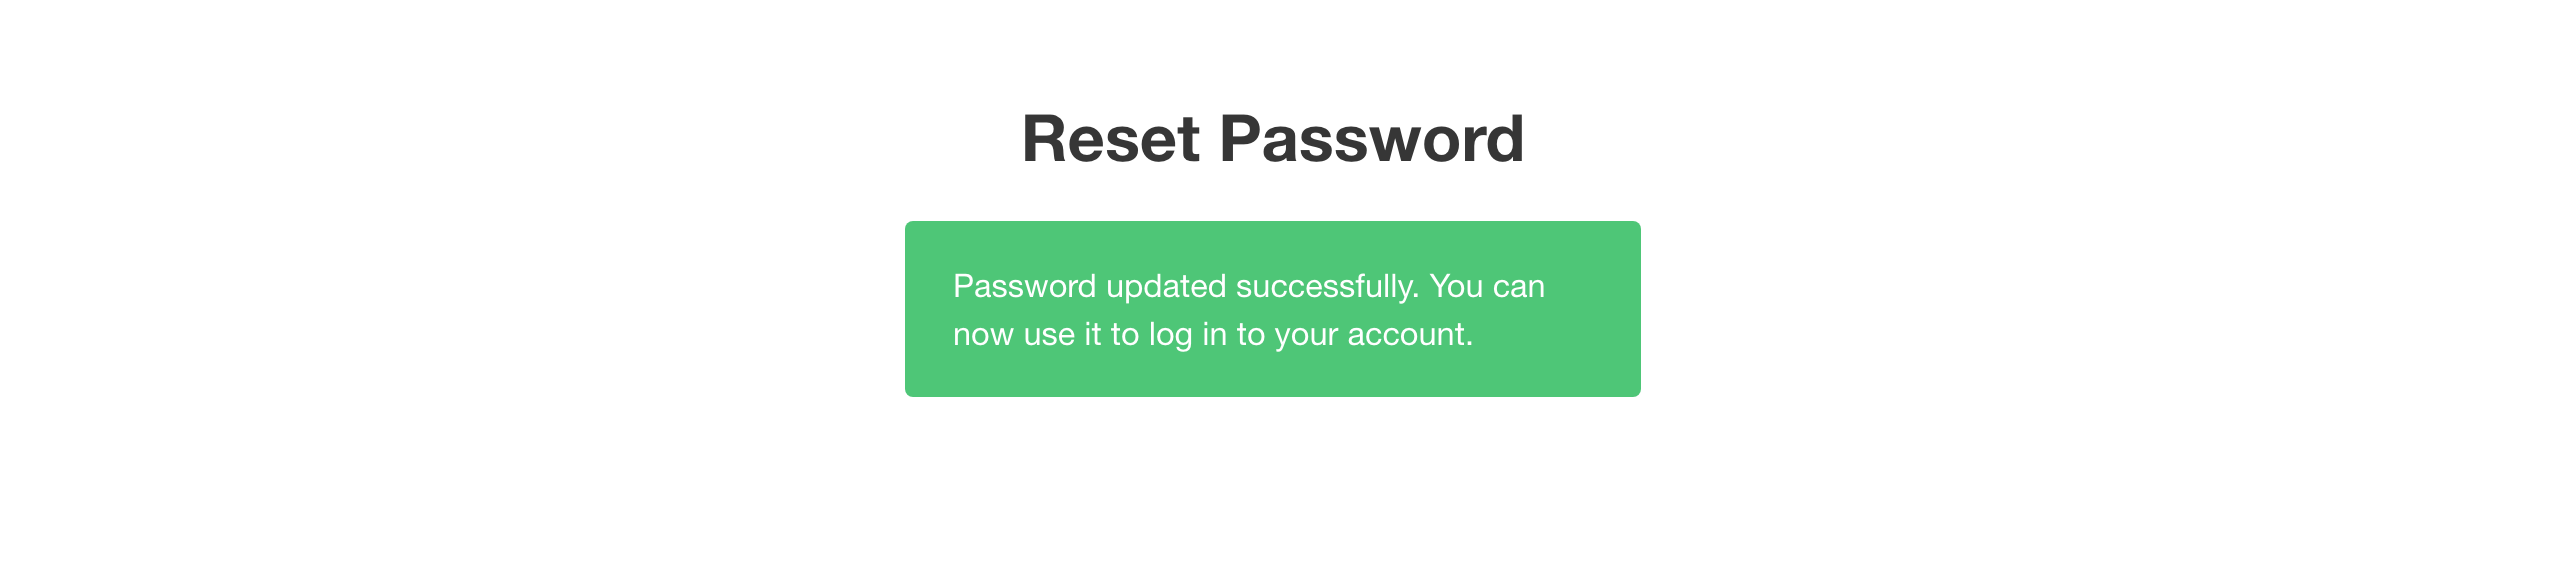 Reset Password
Password updated successfully. You can
now use it to log in to your account.